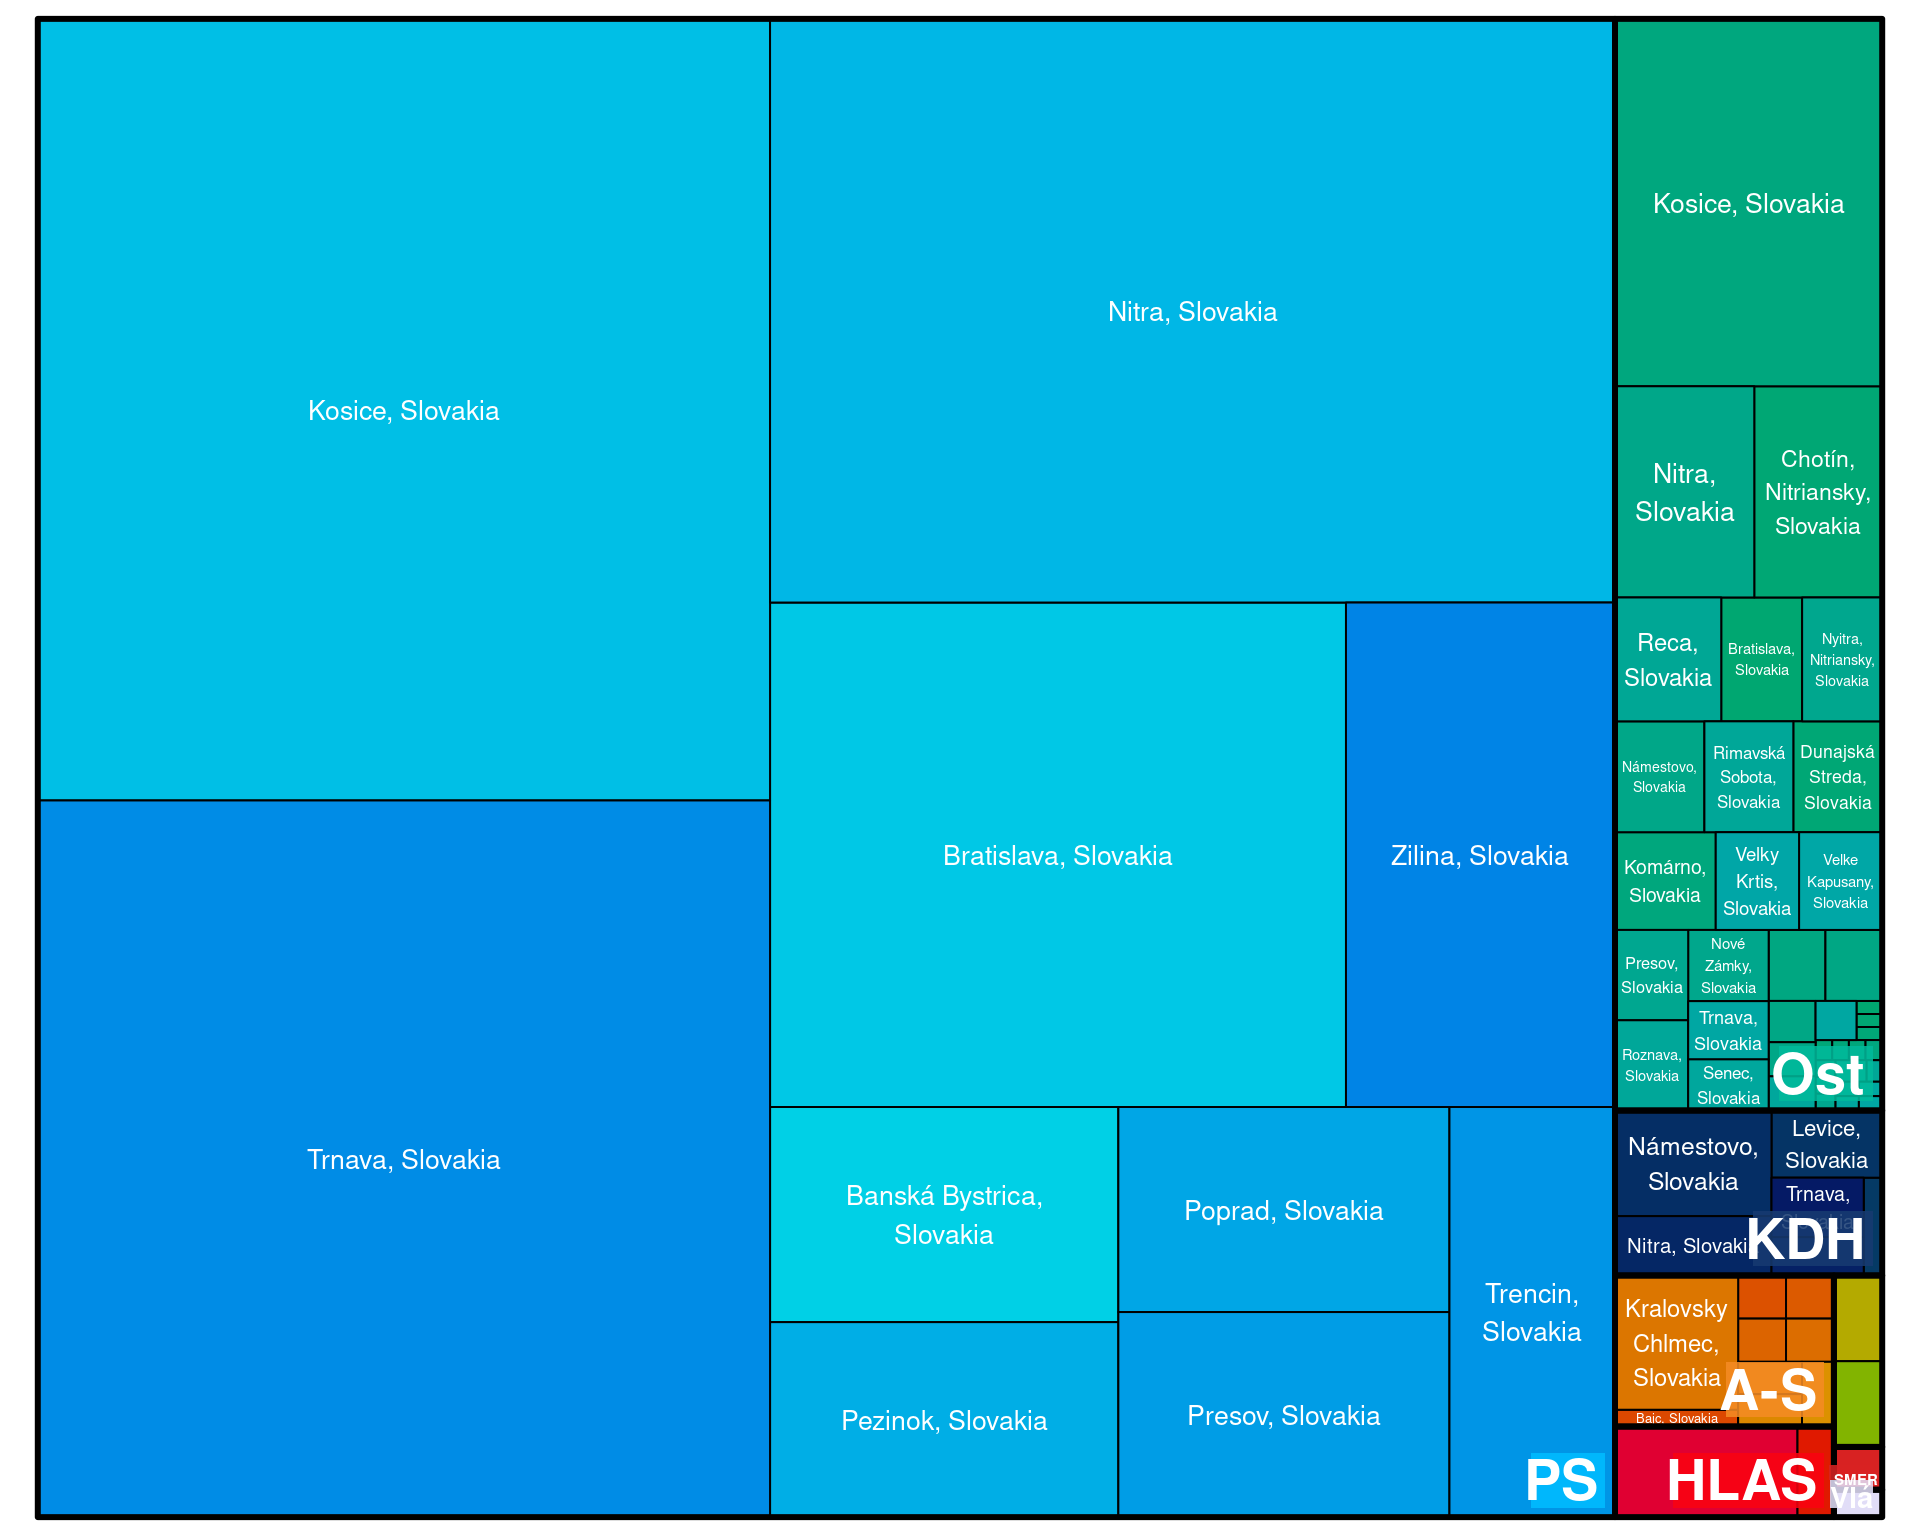 Kosice, Slovakia
Nitra, Slovakia
Trnava, Slovakia
Bratislava, Slovakia
Zilina, Slovakia
Banská Bystrica,
Slovakia
Poprad, Slovakia
Trencin,
Slovakia
Pezinok, Slovakia
Presov, Slovakia
PS
Kosice, Slovakia
Nitra,
Slovakia
Chotín,
Nitriansky,
Slovakia
Reca,
Slovakia
Bratislava,
Slovakia
Nyitra,
Nitriansky,
Slovakia
Námestovo,
Slovakia
Rimavská
Sobota,
Slovakia
Dunajská
Streda,
Slovakia
Komárno,
Slovakia
Velky
Krtis,
Slovakia
Velke
Kapusany,
Slovakia
Presov,
Slovakia
Nové
Zámky,
Slovakia
Trnava,
Slovakia
Roznava,
Slovakia
Senec,
Slovakia
Ost
Námestovo,
Slovakia
Levice,
Slovakia
Trnava,
Slovakia
Nitra, Slovaki
KDH
Kralovsky
Chlmec,
Slovakia
Bajc, Slovakia
A-S
HLAS
SMER
Vla